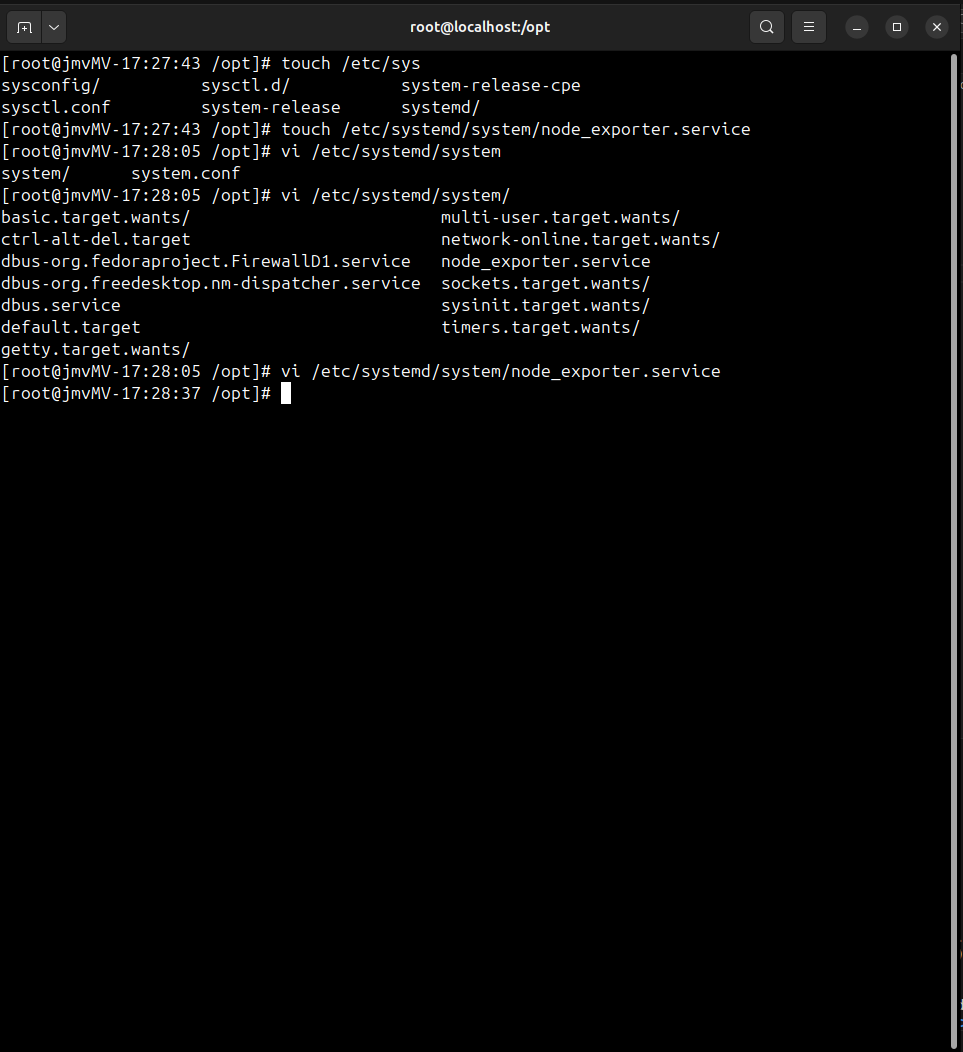 root@localhost:/opt
[root@jmvMV-17:27:43 /opt]# touch /etc/sys
sysconfig/          sysctl.d/           system-release-cpe
sysctl.conf         system-release      systemd/
[root@jmvMV-17:27:43 /opt]# touch /etc/systemd/system/node_exporter.service
[root@jmvMV-17:28:05 /opt]# vi /etc/systemd/system
system/      system.conf
[root@jmvMV-17:28:05 /opt]# vi /etc/systemd/system/
basic.target.wants/                         multi-user.target.wants/
ctrl-alt-del.target                         network-online.target.wants/
dbus-org.fedoraproject.FirewallD1.service   node_exporter.service
dbus-org.freedesktop.nm-dispatcher.service  sockets.target.wants/
dbus.service                                sysinit.target.wants/
default.target                              timers.target.wants/
getty.target.wants/
[root@jmvMV-17:28:05 /opt]# vi /etc/systemd/system/node_exporter.service
[root@jmvMV-17:28:37 /opt]#